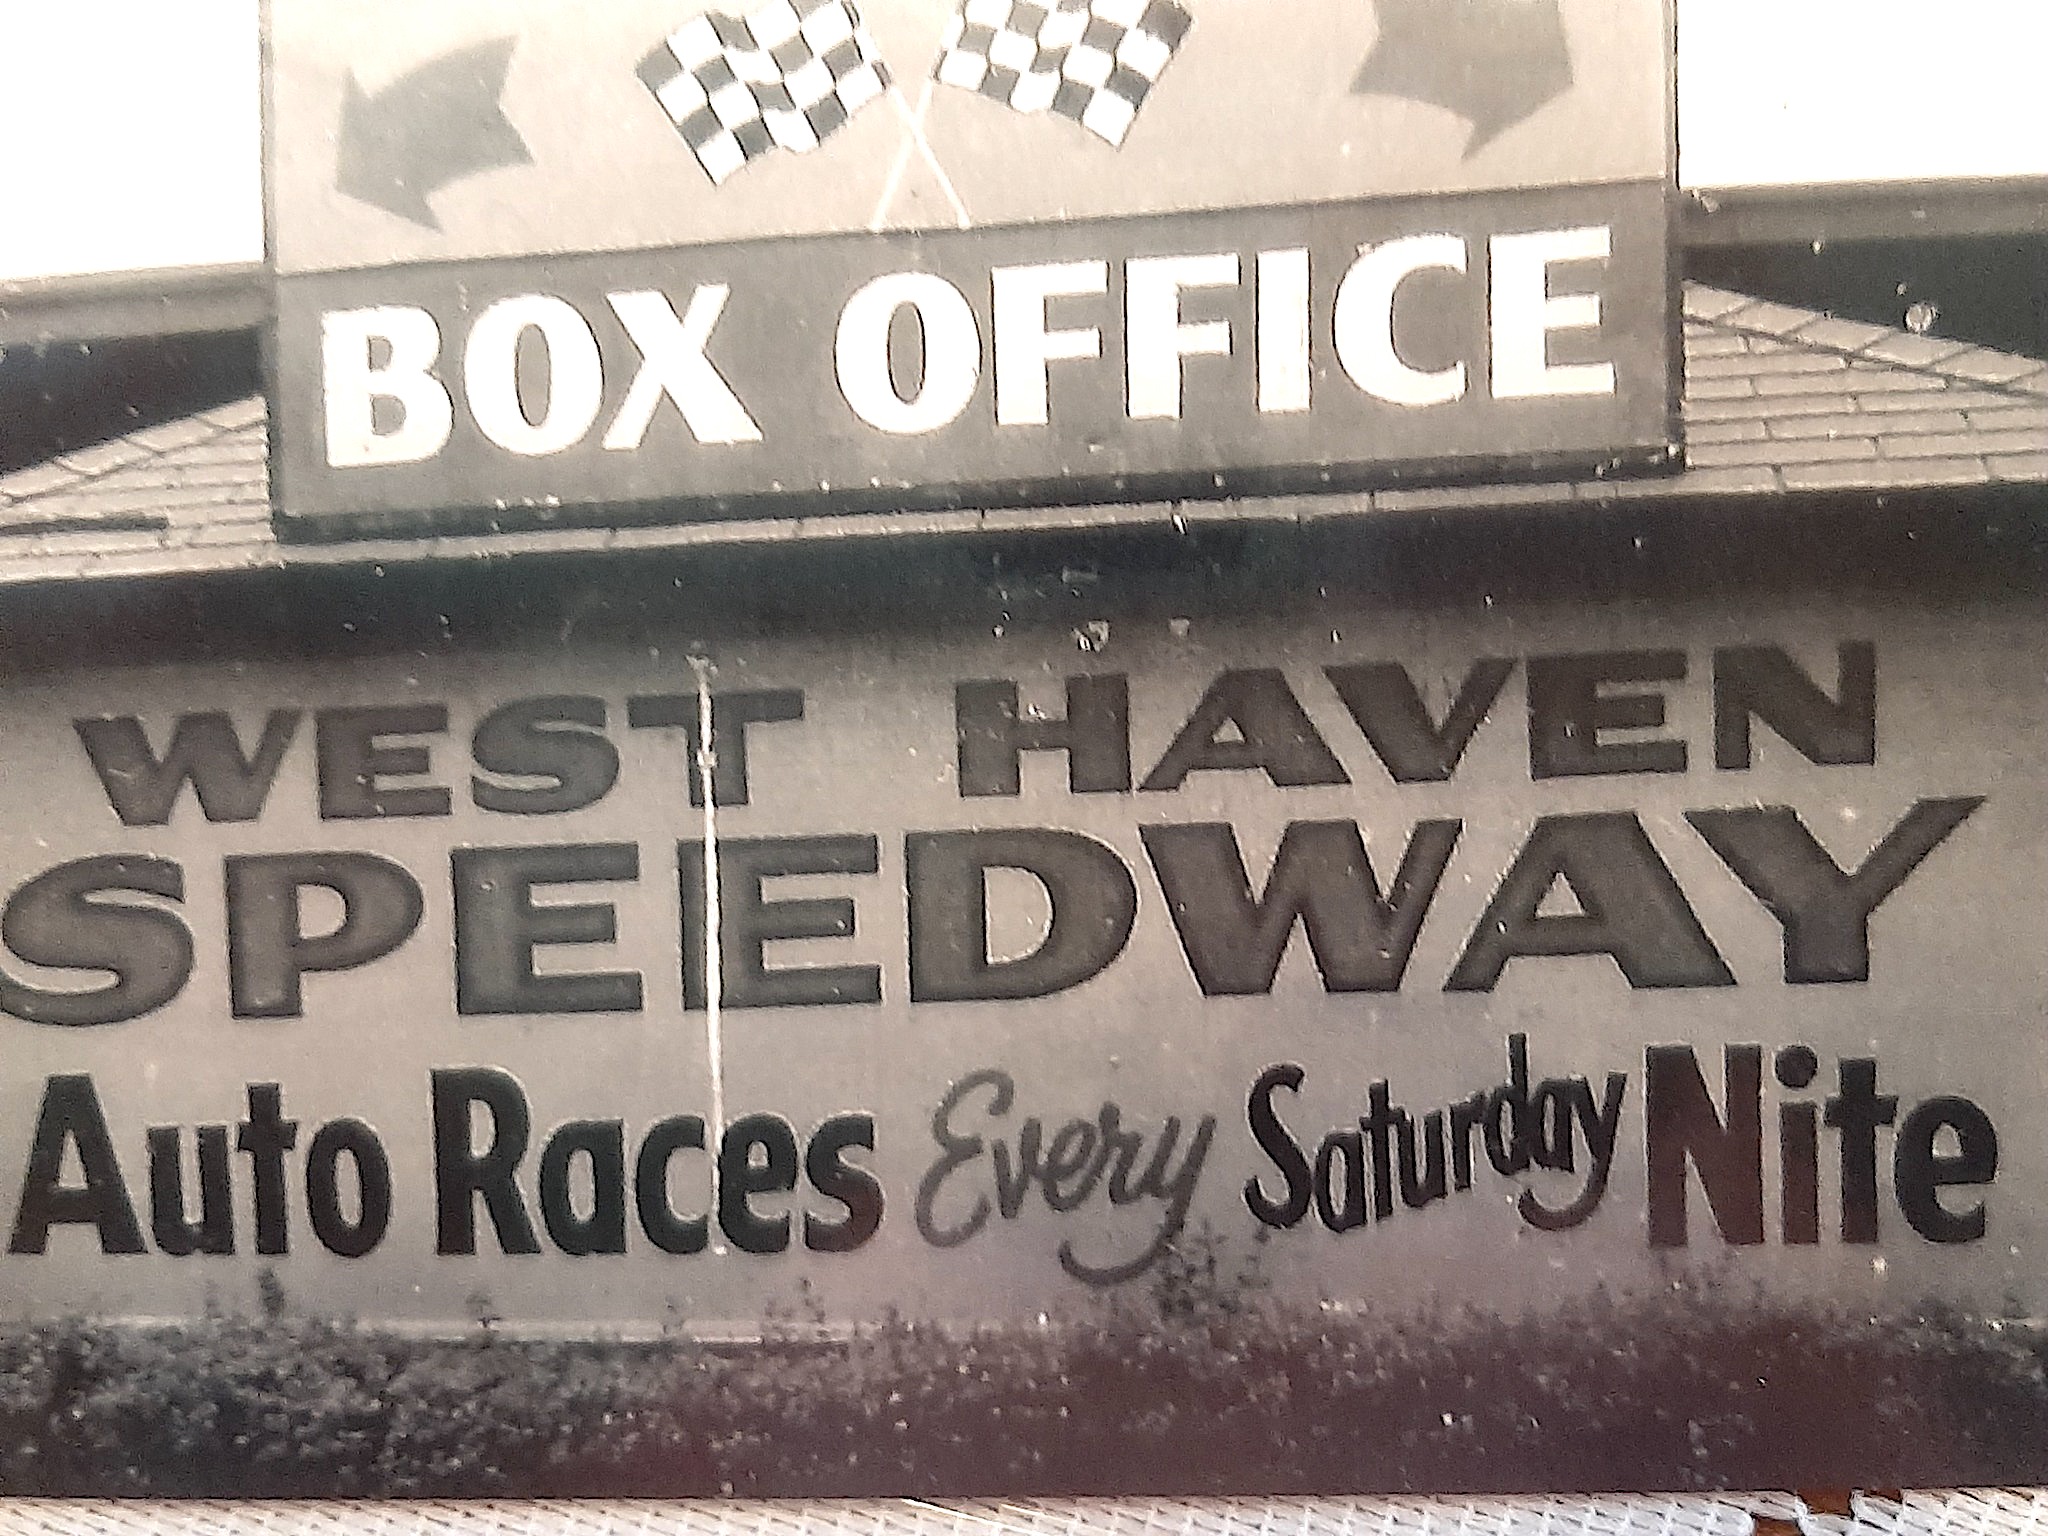 BOX OFFICE
WEST HAVEN
SPEEDWAY
Auto Races Every Saturday Nite